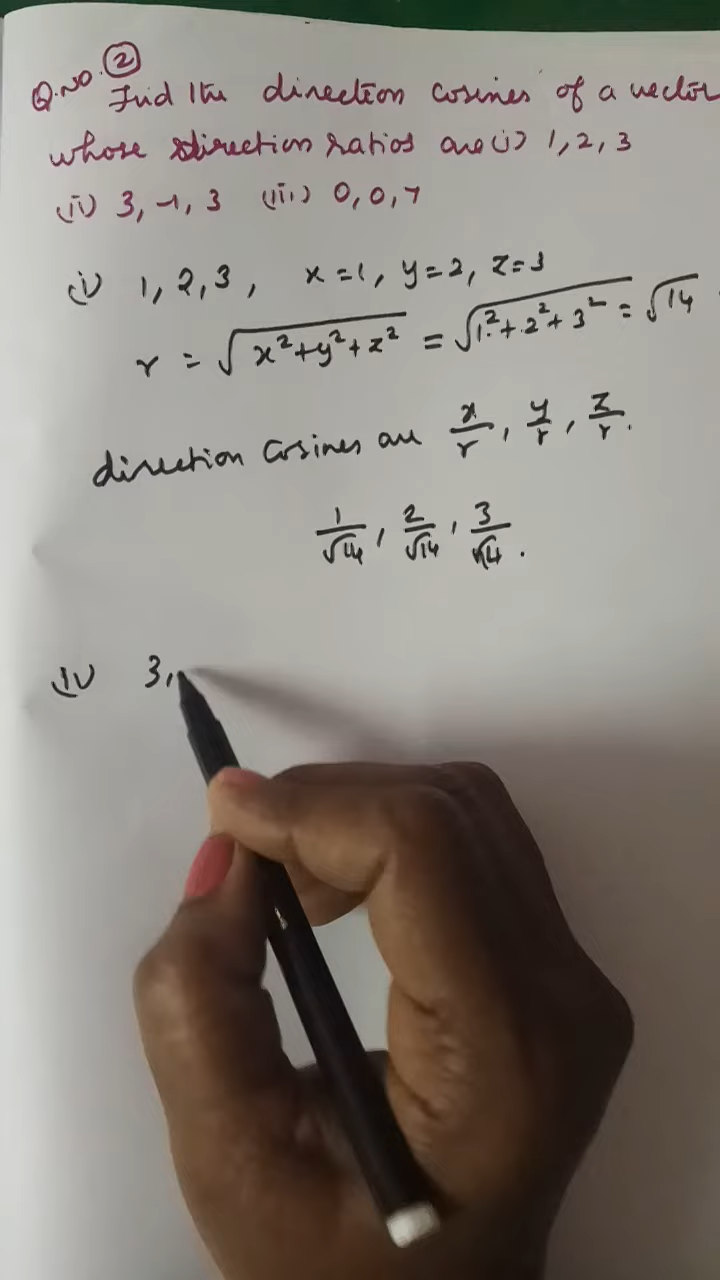 Q.No. 2 Find the direction cosines of a vector
whose direction ratios are (i) 1, 2, 3
(ii) 3, -1, 3 (iii) 0, 0, 7
(i) 1, 2, 3, x = 1, y = 2, z = 3
r = √x²+y²+z² = √1²+2²+3² = √14
direction cosines are x/r, y/r, z/r.
1/√14, 2/√14, 3/√14.
(ii) 3,